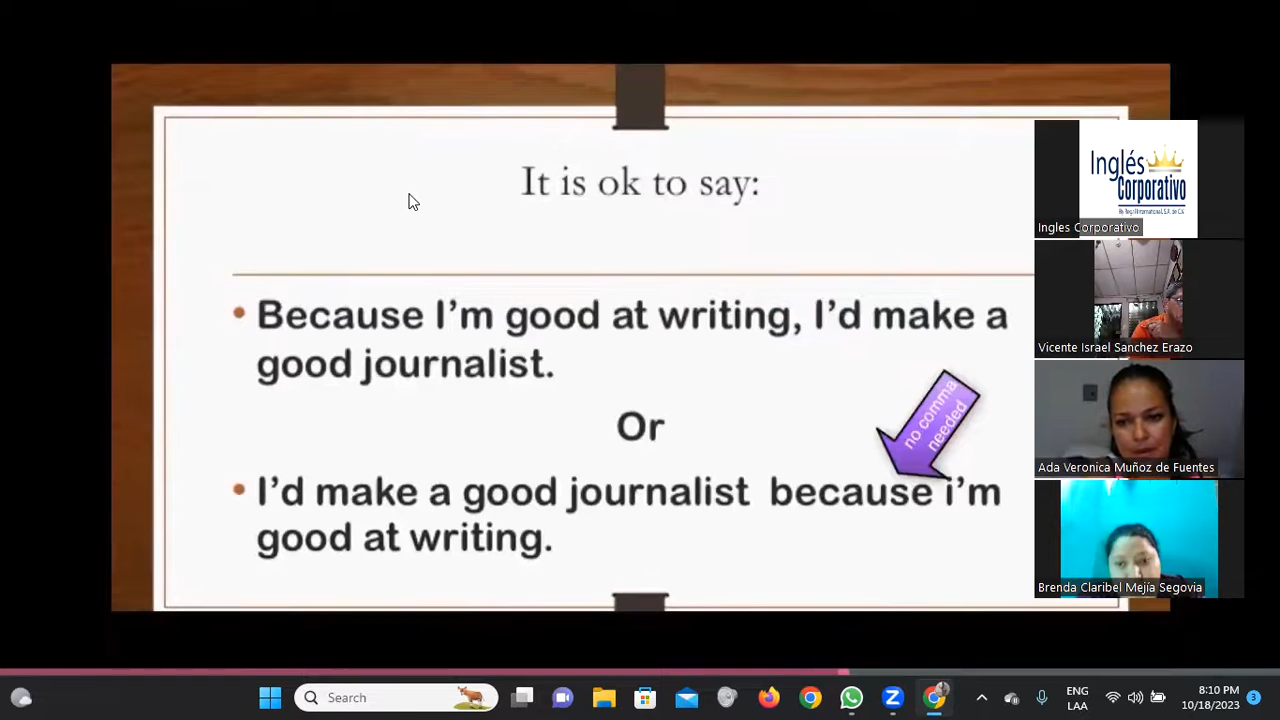 It is ok to say:
• Because I'm good at writing, I'd make a
good journalist.
Or
no comma
needed
• I'd make a good journalist because i'm
good at writing.
Inglés
Corporativo
Ingles Corporativo
Vicente Israel Sanchez Erazo
Ada Veronica Muñoz de Fuentes
Brenda Claribel Mejía Segovia
Search
ENG
LAA
8:10 PM
10/18/2023
3